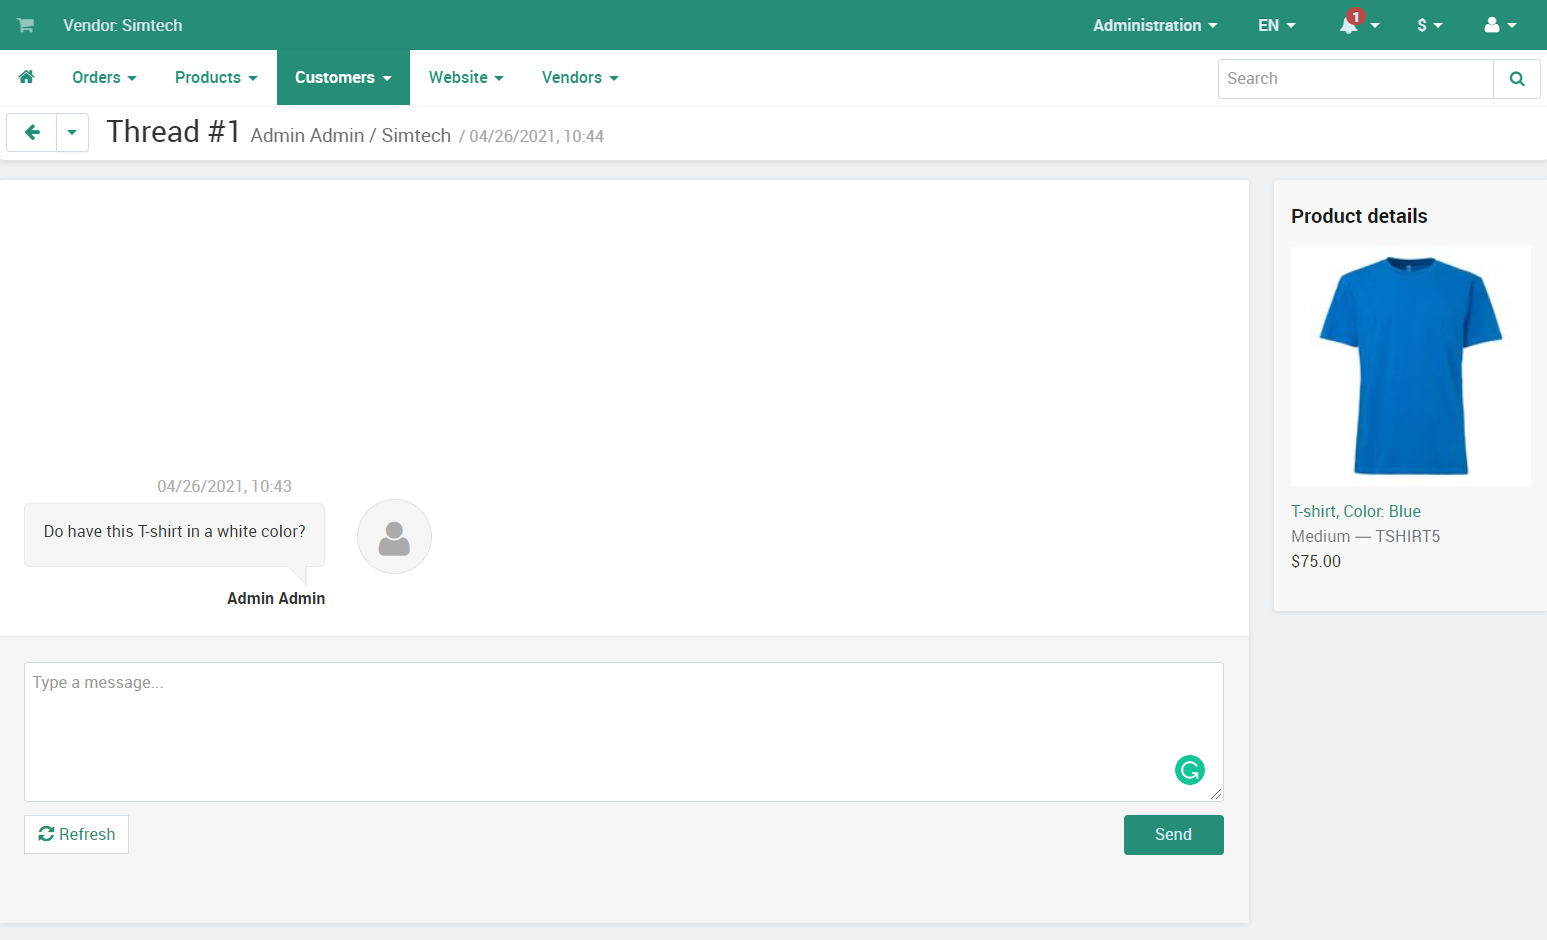 Vendor: Simtech
Administration EN 1 $
Orders Products Customers Website Vendors Search
Thread #1 Admin Admin / Simtech / 04/26/2021, 10:44
Product details
04/26/2021, 10:43
Do have this T-shirt in a white color?
Admin Admin
T-shirt, Color: Blue
Medium — TSHIRT5
$75.00
Type a message...
Refresh
Send